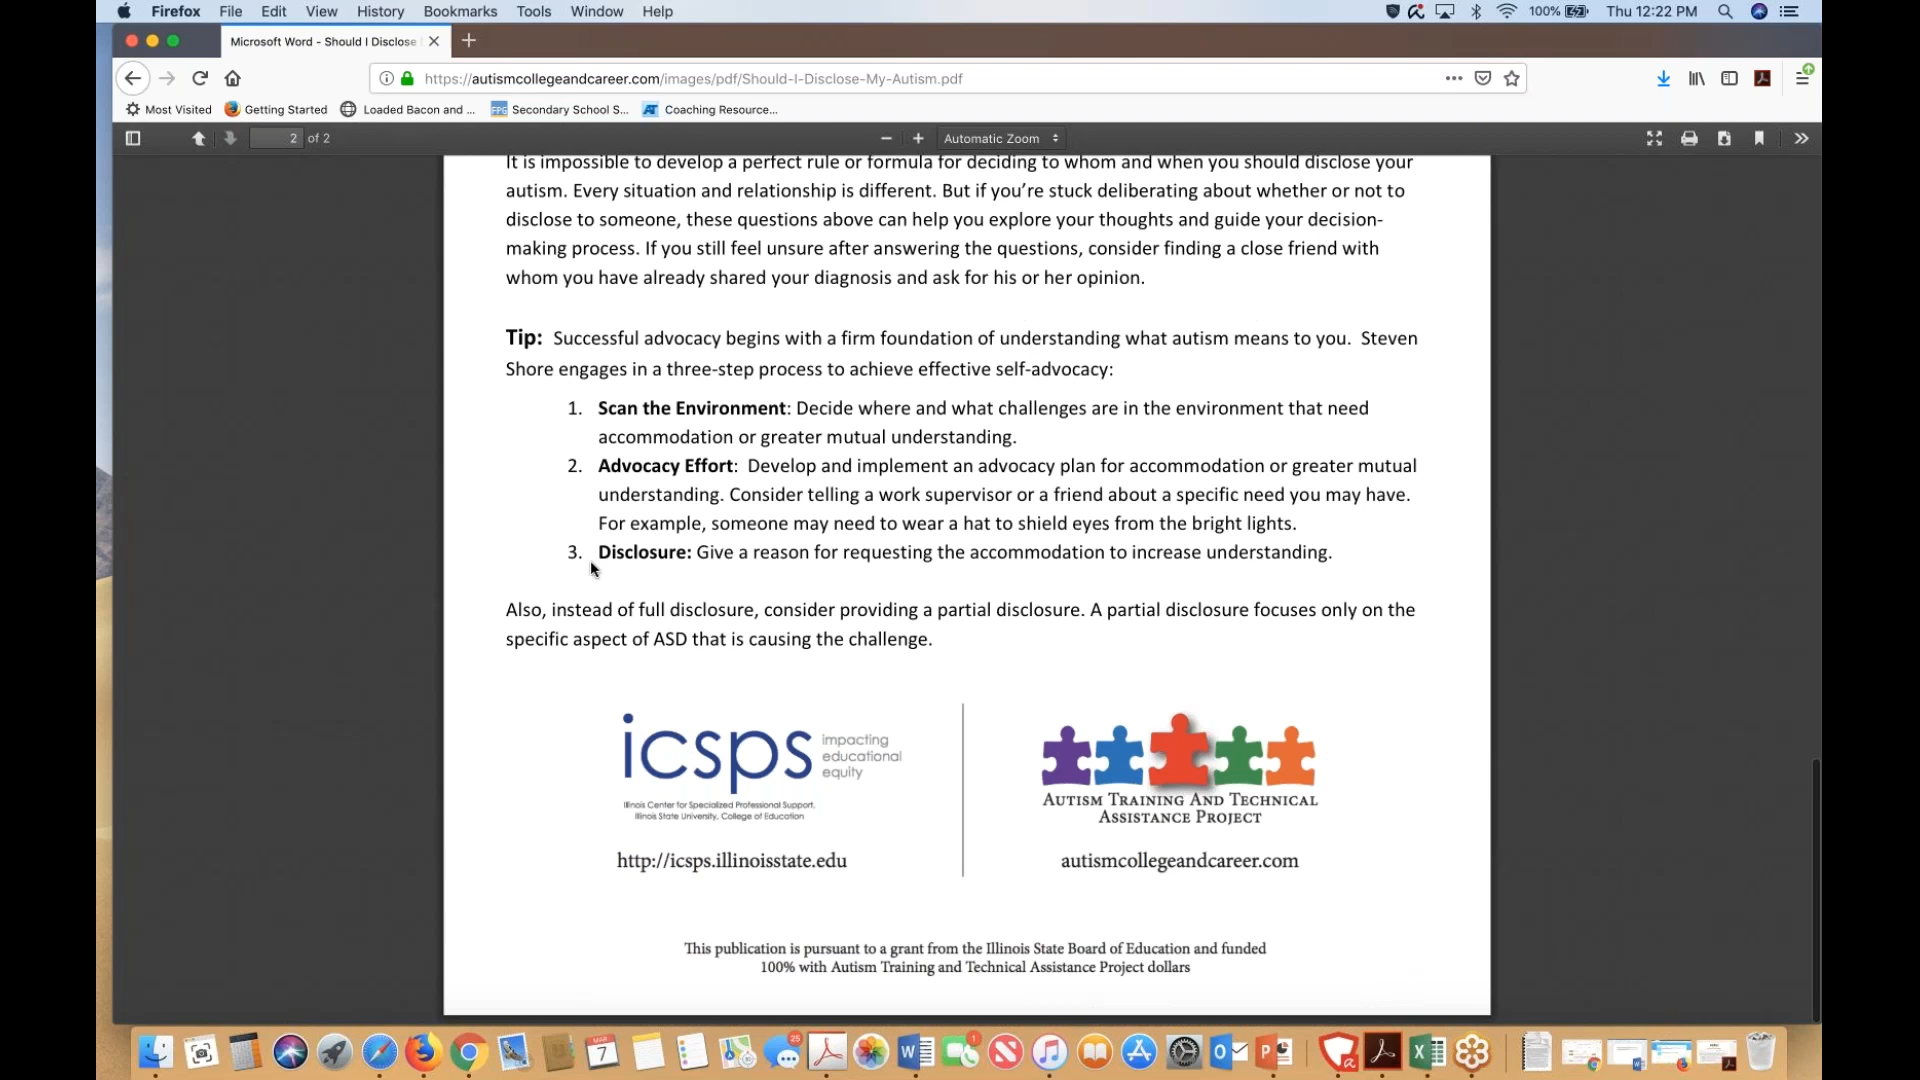 Firefox File Edit View History Bookmarks Tools Window Help 100% Thu 12:22 PM
Microsoft Word - Should I Disclose
https://autismcollegeandcareer.com/images/pdf/Should-I-Disclose-My-Autism.pdf
Most Visited Getting Started Loaded Bacon and ... Secondary School S... Coaching Resource...
2 of 2 Automatic Zoom
It is impossible to develop a perfect rule or formula for deciding to whom and when you should disclose your
autism. Every situation and relationship is different. But if you’re stuck deliberating about whether or not to
disclose to someone, these questions above can help you explore your thoughts and guide your decision-
making process. If you still feel unsure after answering the questions, consider finding a close friend with
whom you have already shared your diagnosis and ask for his or her opinion.
Tip: Successful advocacy begins with a firm foundation of understanding what autism means to you. Steven
Shore engages in a three-step process to achieve effective self-advocacy:
1. Scan the Environment: Decide where and what challenges are in the environment that need
accommodation or greater mutual understanding.
2. Advocacy Effort: Develop and implement an advocacy plan for accommodation or greater mutual
understanding. Consider telling a work supervisor or a friend about a specific need you may have.
For example, someone may need to wear a hat to shield eyes from the bright lights.
3. Disclosure: Give a reason for requesting the accommodation to increase understanding.
Also, instead of full disclosure, consider providing a partial disclosure. A partial disclosure focuses only on the
specific aspect of ASD that is causing the challenge.
icsps
impacting
educational
equity
Illinois Center for Specialized Professional Support,
Illinois State University, College of Education
http://icsps.illinoisstate.edu
Autism Training And Technical
Assistance Project
autismcollegeandcareer.com
This publication is pursuant to a grant from the Illinois State Board of Education and funded
100% with Autism Training and Technical Assistance Project dollars